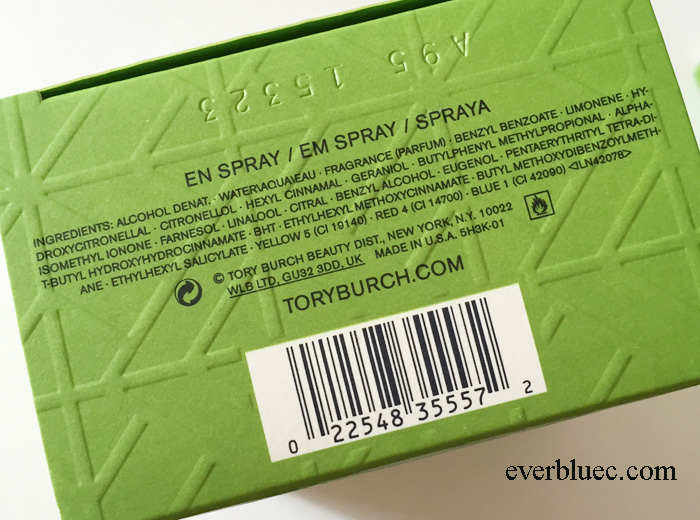 A95 15323
EN SPRAY / EM SPRAY / SPRAYA
INGREDIENTS: ALCOHOL DENAT. · WATER\AQUA\EAU · FRAGRANCE (PARFUM) · BENZYL BENZOATE · LIMONENE · HY-
DROXYCITRONELLAL · CITRONELLOL · HEXYL CINNAMAL · GERANIOL · BUTYLPHENYL METHYLPROPIONAL · ALPHA-
ISOMETHYL IONONE · FARNESOL · LINALOOL · CITRAL · BENZYL ALCOHOL · EUGENOL · PENTAERYTHRITYL TETRA-DI-
T-BUTYL HYDROXYHYDROCINNAMATE · BHT · ETHYLHEXYL METHOXYCINNAMATE · BUTYL METHOXYDIBENZOYLMETH-
ANE · ETHYLHEXYL SALICYLATE · YELLOW 5 (CI 19140) · RED 4 (CI 14700) · BLUE 1 (CI 42090) <ILN42078>
© TORY BURCH BEAUTY DIST., NEW YORK, N.Y. 10022
WLB LTD, GU32 3DD, UK MADE IN U.S.A. 5H3K-01
TORYBURCH.COM
0 22548 35557 2
everbluec.com